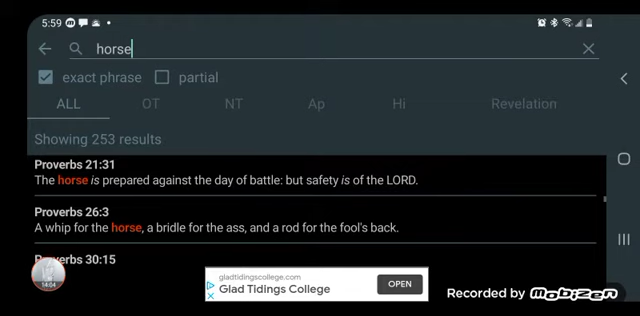 5:59
horse
exact phrase partial
ALL OT NT Ap Hi Revelation
Showing 253 results
Proverbs 21:31
The horse is prepared against the day of battle: but safety is of the LORD.
Proverbs 26:3
A whip for the horse, a bridle for the ass, and a rod for the fool's back.
Proverbs 30:15
14:04
gladtidingscollege.com
Glad Tidings College
OPEN
Recorded by mobizen